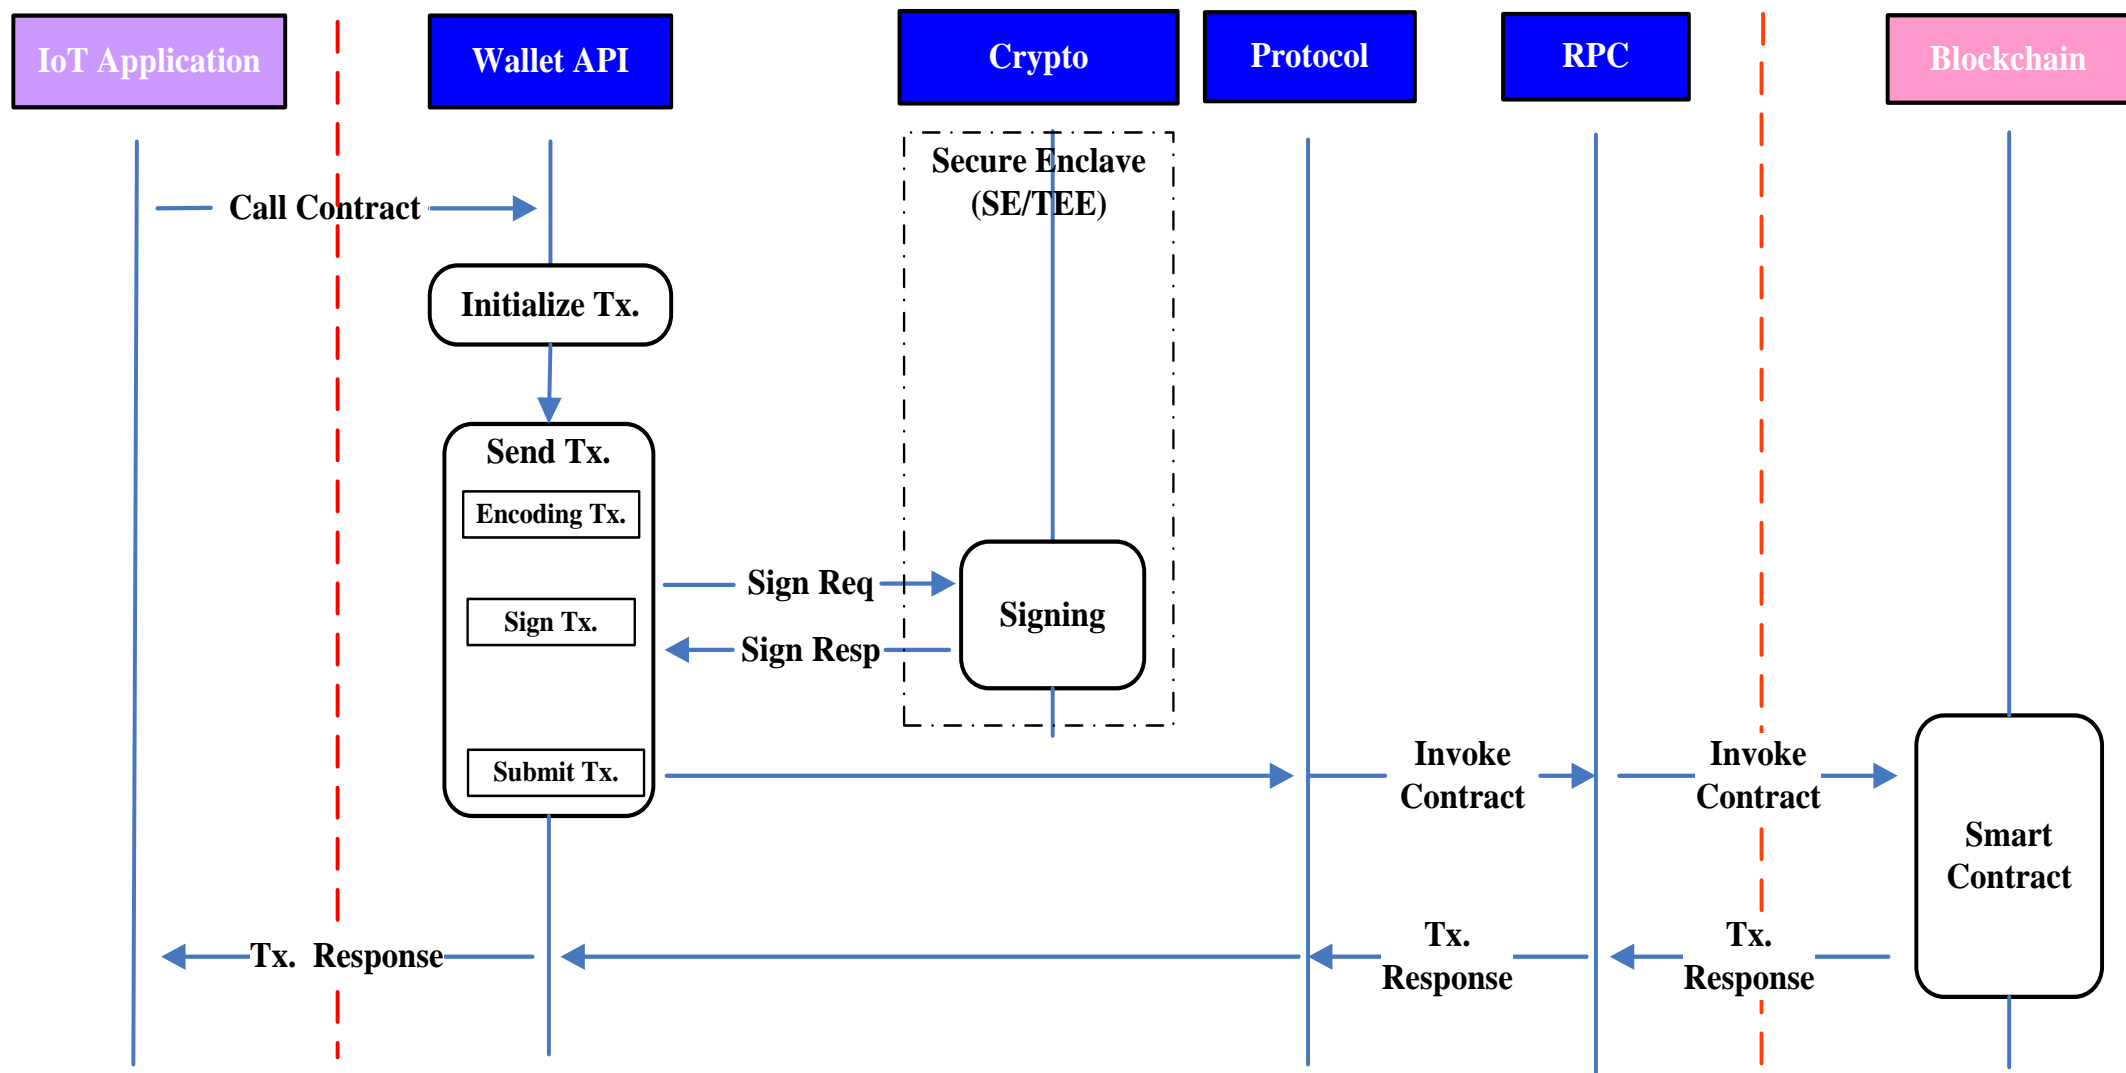 IoT Application
Wallet API
Crypto
Protocol
RPC
Blockchain
Secure Enclave
(SE/TEE)
Call Contract
Initialize Tx.
Send Tx.
Encoding Tx.
Sign Req
Signing
Sign Tx.
Sign Resp
Submit Tx.
Invoke
Contract
Invoke
Contract
Smart
Contract
Tx. Response
Tx.
Response
Tx.
Response